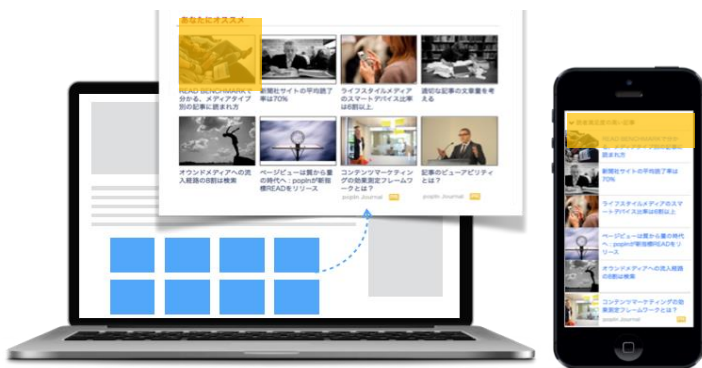 あなたにオススメ
READ BENCHMARKで
分かる、メディアタイプ
別の記事に読まれ方
新聞社サイトの平均読了
率は70%
ライフスタイルメディア
のスマートデバイス比率
は6割以上
適切な記事の文章量を考
える
オウンドメディアへの流
入経路の8割は検索
ページビューは質から量
の時代へ：popInが新指
標READをリリース
コンテンツマーケティン
グの効果測定フレームワ
ークとは？
popIn Journal PR
記事のビューアビリティ
とは？
popIn Journal PR
READ BENCHMARKで分か
る、メディアタイプ別の記事に
読まれ方
新聞社サイトの平均読了率は
70%
ライフスタイルメディアのスマ
ートデバイス比率は6割以上
ページビューは質から量の時代
へ：popInが新指標READをリ
リース
オウンドメディアへの流入経路
の8割は検索
コンテンツマーケティングの効
果測定フレームワークとは？
popIn Journal PR